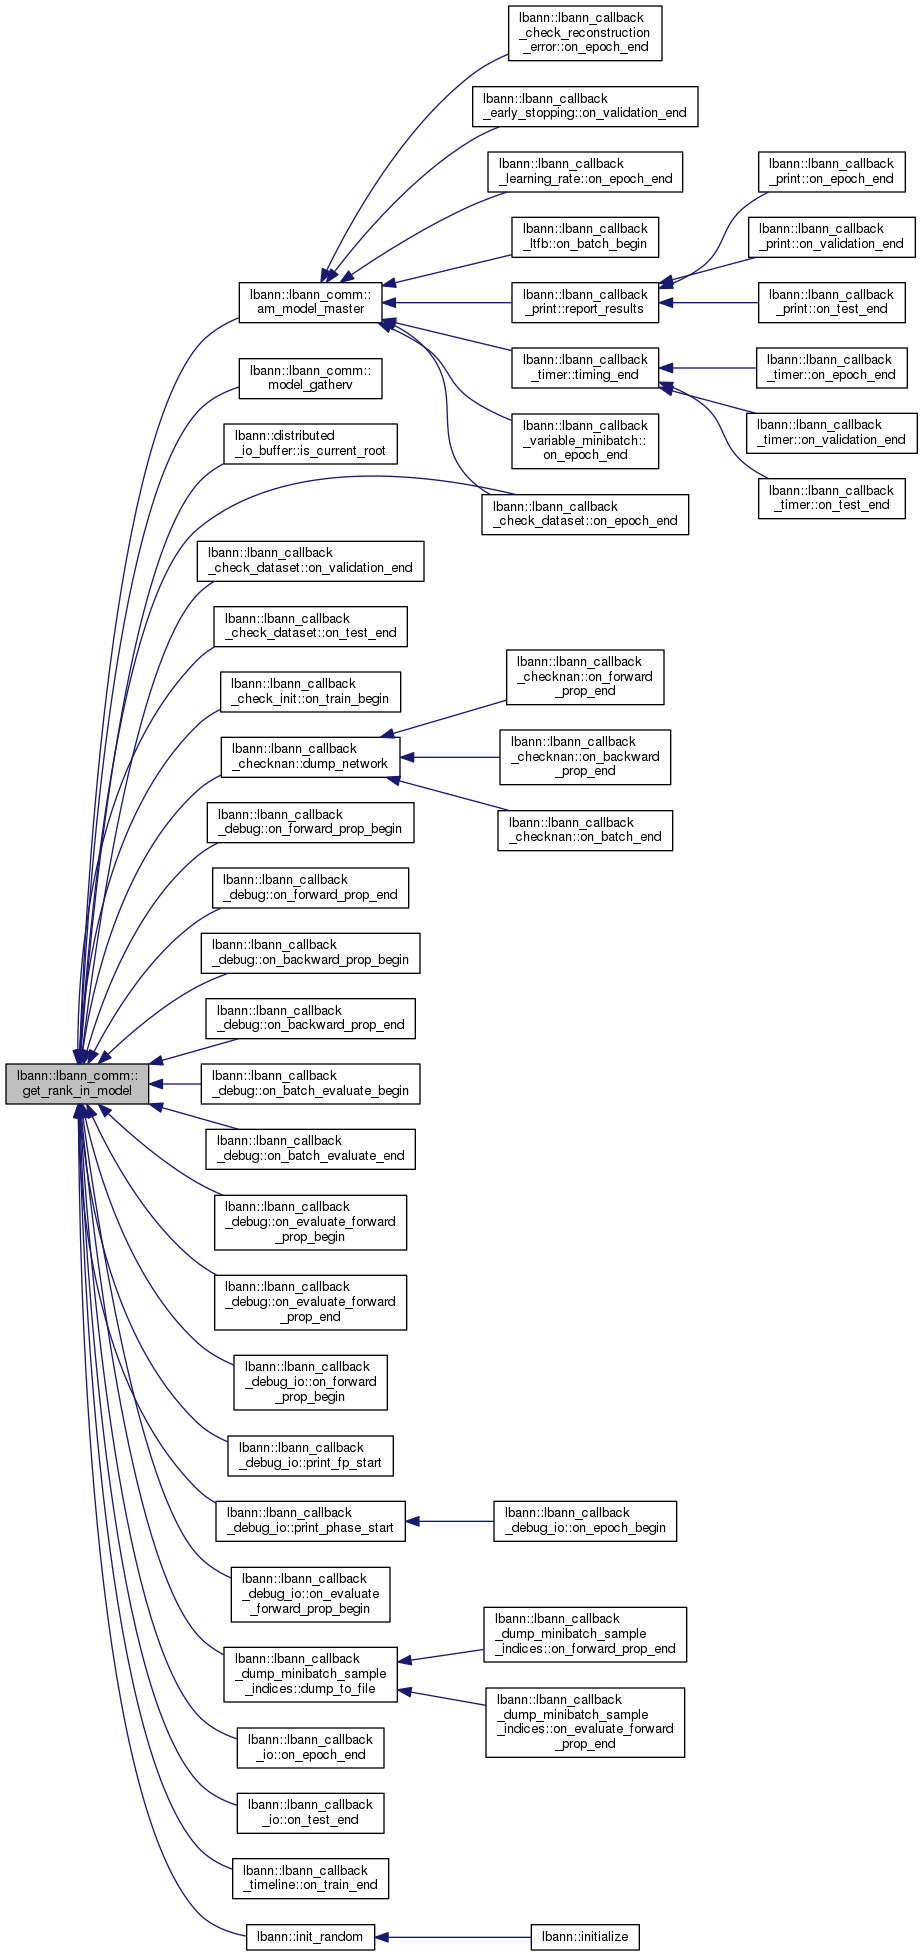 lbann::lbann_callback
_check_reconstruction
_error::on_epoch_end
lbann::lbann_callback
_early_stopping::on_validation_end
lbann::lbann_callback
_learning_rate::on_epoch_end
lbann::lbann_callback
_print::on_epoch_end
lbann::lbann_callback
_ltfb::on_batch_begin
lbann::lbann_callback
_print::on_validation_end
lbann::lbann_comm::
am_model_master
lbann::lbann_callback
_print::report_results
lbann::lbann_callback
_print::on_test_end
lbann::lbann_callback
_timer::timing_end
lbann::lbann_callback
_timer::on_epoch_end
lbann::lbann_comm::
model_gatherv
lbann::lbann_callback
_variable_minibatch::
on_epoch_end
lbann::lbann_callback
_timer::on_validation_end
lbann::distributed
_io_buffer::is_current_root
lbann::lbann_callback
_timer::on_test_end
lbann::lbann_callback
_check_dataset::on_epoch_end
lbann::lbann_callback
_check_dataset::on_validation_end
lbann::lbann_callback
_check_dataset::on_test_end
lbann::lbann_callback
_check_init::on_train_begin
lbann::lbann_callback
_checknan::on_forward
_prop_end
lbann::lbann_callback
_checknan::dump_network
lbann::lbann_callback
_checknan::on_backward
_prop_end
lbann::lbann_callback
_checknan::on_batch_end
lbann::lbann_callback
_debug::on_forward_prop_begin
lbann::lbann_callback
_debug::on_forward_prop_end
lbann::lbann_callback
_debug::on_backward_prop_begin
lbann::lbann_callback
_debug::on_backward_prop_end
lbann::lbann_comm::
get_rank_in_model
lbann::lbann_callback
_debug::on_batch_evaluate_begin
lbann::lbann_callback
_debug::on_batch_evaluate_end
lbann::lbann_callback
_debug::on_evaluate_forward
_prop_begin
lbann::lbann_callback
_debug::on_evaluate_forward
_prop_end
lbann::lbann_callback
_debug_io::on_forward
_prop_begin
lbann::lbann_callback
_debug_io::print_fp_start
lbann::lbann_callback
_debug_io::print_phase_start
lbann::lbann_callback
_debug_io::on_epoch_begin
lbann::lbann_callback
_debug_io::on_evaluate
_forward_prop_begin
lbann::lbann_callback
_dump_minibatch_sample
_indices::dump_to_file
lbann::lbann_callback
_dump_minibatch_sample
_indices::on_forward_prop_end
lbann::lbann_callback
_dump_minibatch_sample
_indices::on_evaluate_forward
_prop_end
lbann::lbann_callback
_io::on_epoch_end
lbann::lbann_callback
_io::on_test_end
lbann::lbann_callback
_timeline::on_train_end
lbann::init_random
lbann::initialize